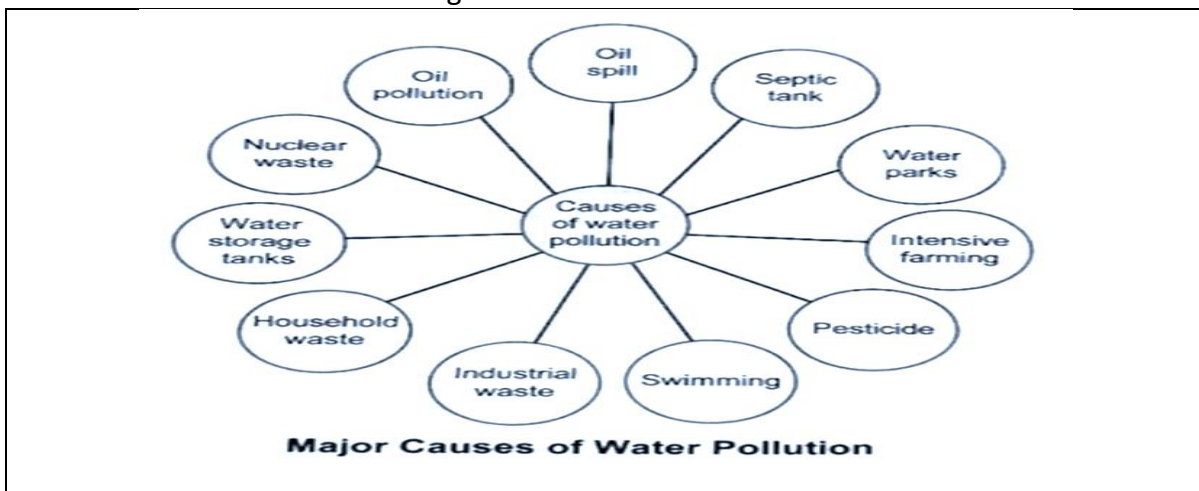 Oil
spill
Septic
tank
Water
parks
Intensive
farming
Pesticide
Swimming
Industrial
waste
Household
waste
Water
storage
tanks
Nuclear
waste
Oil
pollution
Causes
of water
pollution
Major Causes of Water Pollution